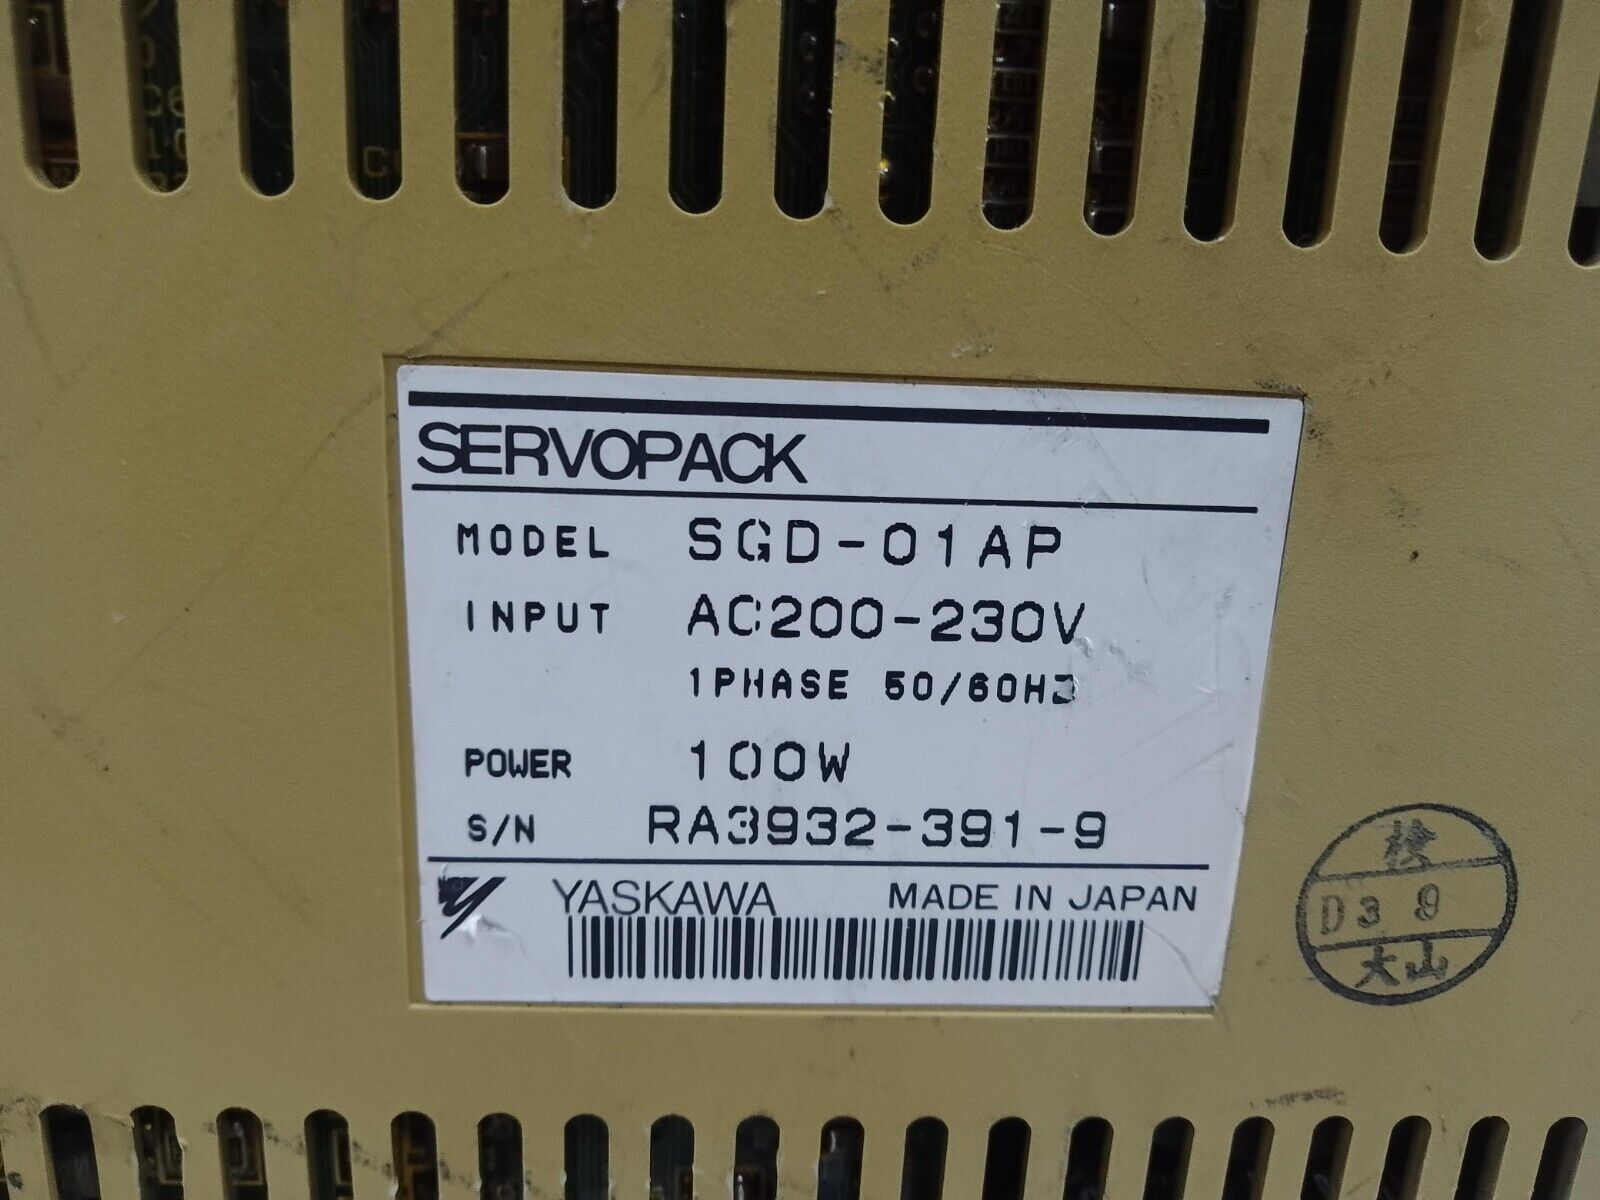 SERVOPACK
MODEL SGD-01AP
INPUT AC200-230V
1PHASE 50/60HZ
POWER 100W
S/N RA3932-391-9
YASKAWA MADE IN JAPAN
検
D3 9
大山